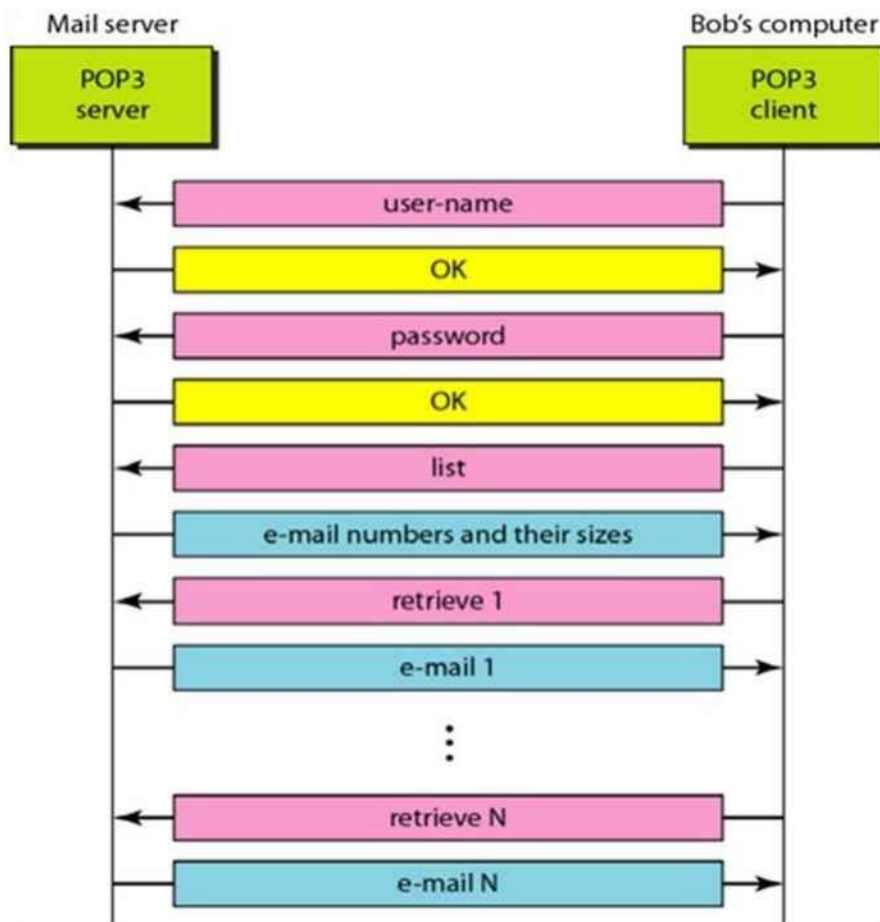 Mail server
Bob's computer
POP3
server
POP3
client
user-name
OK
password
OK
list
e-mail numbers and their sizes
retrieve 1
e-mail 1
retrieve N
e-mail N